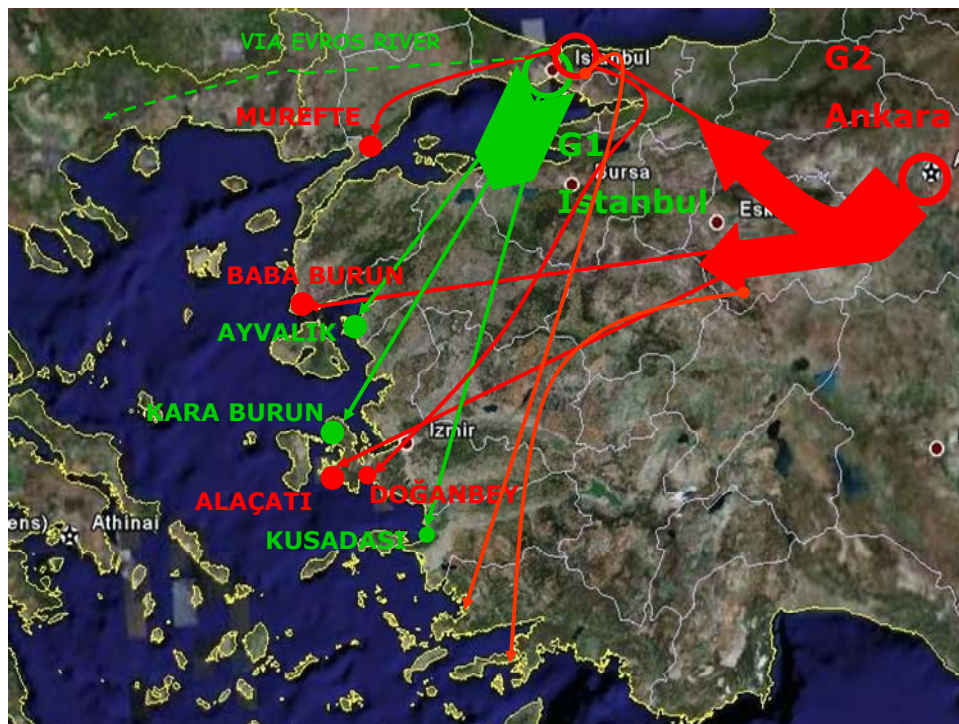 VIA EVROS RIVER
Istanbul
G2
Ankara
MUREFTE
G1
Bursa
Istanbul
BABA BURUN
AYVALIK
KARA BURUN
Izmir
ALAÇATI
DOĞANBEY
ens)
Athinai
KUSADASI